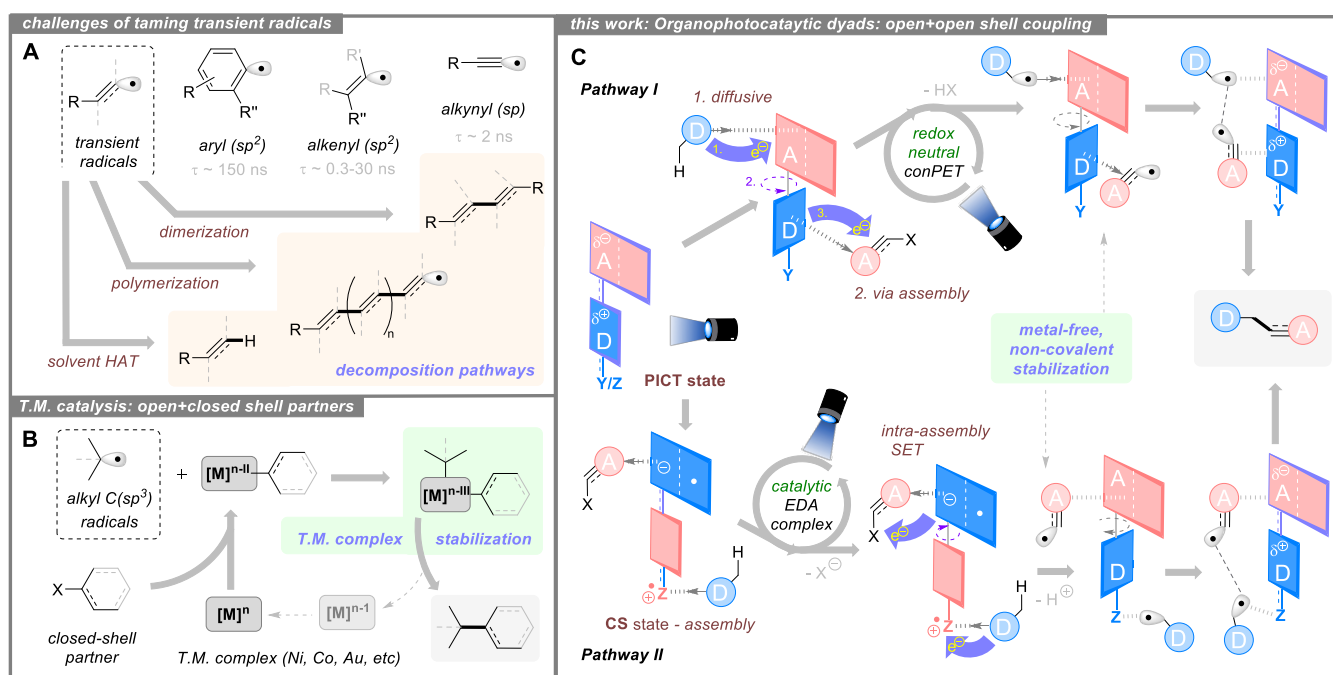 challenges of taming transient radicals
A
R
transient
radicals
R
R"
aryl (sp²)
τ ~ 150 ns
R'
R
R"
alkenyl (sp²)
τ ~ 0.3-30 ns
R
alkynyl (sp)
τ ~ 2 ns
dimerization
R
R
polymerization
R
n
solvent HAT
R
H
decomposition pathways
T.M. catalysis: open+closed shell partners
B
alkyl C(sp³)
radicals
+
[M]ⁿ⁻ᴵᴵ
[M]ⁿ⁻ᴵᴵᴵ
T.M. complex
stabilization
X
closed-shell
partner
[M]ⁿ
[M]ⁿ⁻¹
T.M. complex (Ni, Co, Au, etc)
this work: Organophotocataytic dyads: open+open shell coupling
C
Pathway I
1. diffusive
D
H
1.
e⊖
A
2.
D
3.
e⊖
Y
A
X
2. via assembly
- HX
redox
neutral
conPET
D
A
D
A
Y
D
δ⊖
A
A
δ⊕
D
Y
δ⊖
A
δ⊕
D
Y/Z
PICT state
metal-free,
non-covalent
stabilization
D
A
A
X
⊖
•
•
⊕
Z
H
D
CS state - assembly
Pathway II
catalytic
EDA
complex
- X⊖
intra-assembly
SET
A
X
e⊖
⊖
•
•
⊕
Z
H
D
e⊖
- H⊕
A
A
D
Z
D
A
δ⊖
A
δ⊕
D
Z
D